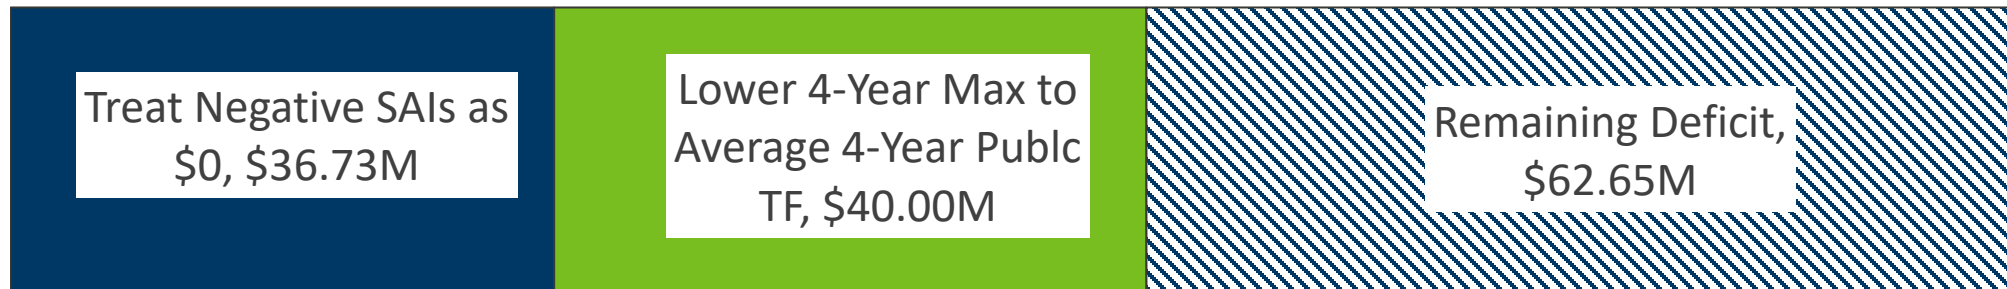 Treat Negative SAIs as
$0, $36.73M
Lower 4-Year Max to
Average 4-Year Publc
TF, $40.00M
Remaining Deficit,
$62.65M